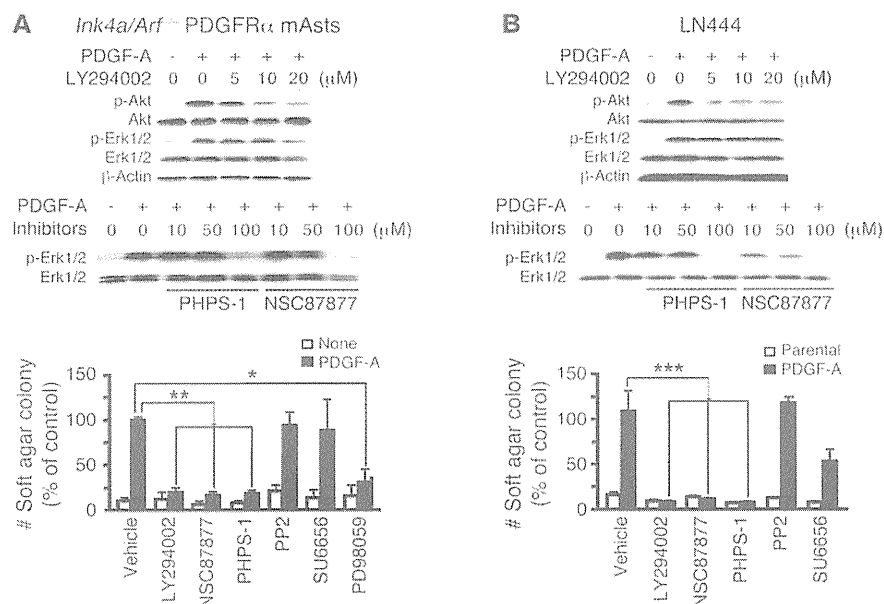 A Ink4a/Arf-/- PDGFRα mAsts
PDGF-A - + + + +
LY294002 0 0 5 10 20 (μM)
p-Akt
Akt
p-Erk1/2
Erk1/2
β-Actin
PDGF-A - + + + + + + +
Inhibitors 0 0 10 50 100 10 50 100 (μM)
p-Erk1/2
Erk1/2
PHPS-1 NSC87877
None
PDGF-A
# Soft agar colony
(% of control)
150
100
50
0
*
**
Vehicle
LY294002
NSC87877
PHPS-1
PP2
SU6656
PD98059
B LN444
PDGF-A - + + + +
LY294002 0 0 5 10 20 (μM)
p-Akt
Akt
p-Erk1/2
Erk1/2
β-Actin
PDGF-A - + + + + + + +
Inhibitors 0 0 10 50 100 10 50 100 (μM)
p-Erk1/2
Erk1/2
PHPS-1 NSC87877
Parental
PDGF-A
# Soft agar colony
(% of control)
150
100
50
0
***
Vehicle
LY294002
NSC87877
PHPS-1
PP2
SU6656